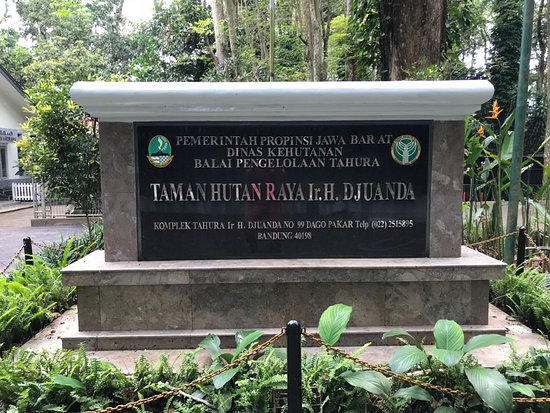 PEMERINTAH PROPINSI JAWA BARAT
DINAS KEHUTANAN
BALAI PENGELOLAAN TAHURA
TAMAN HUTAN RAYA Ir.H. DJUANDA
KOMPLEK TAHURA Ir H. DJUANDA NO 99 DAGO PAKAR Telp (022) 2515895
BANDUNG 40198